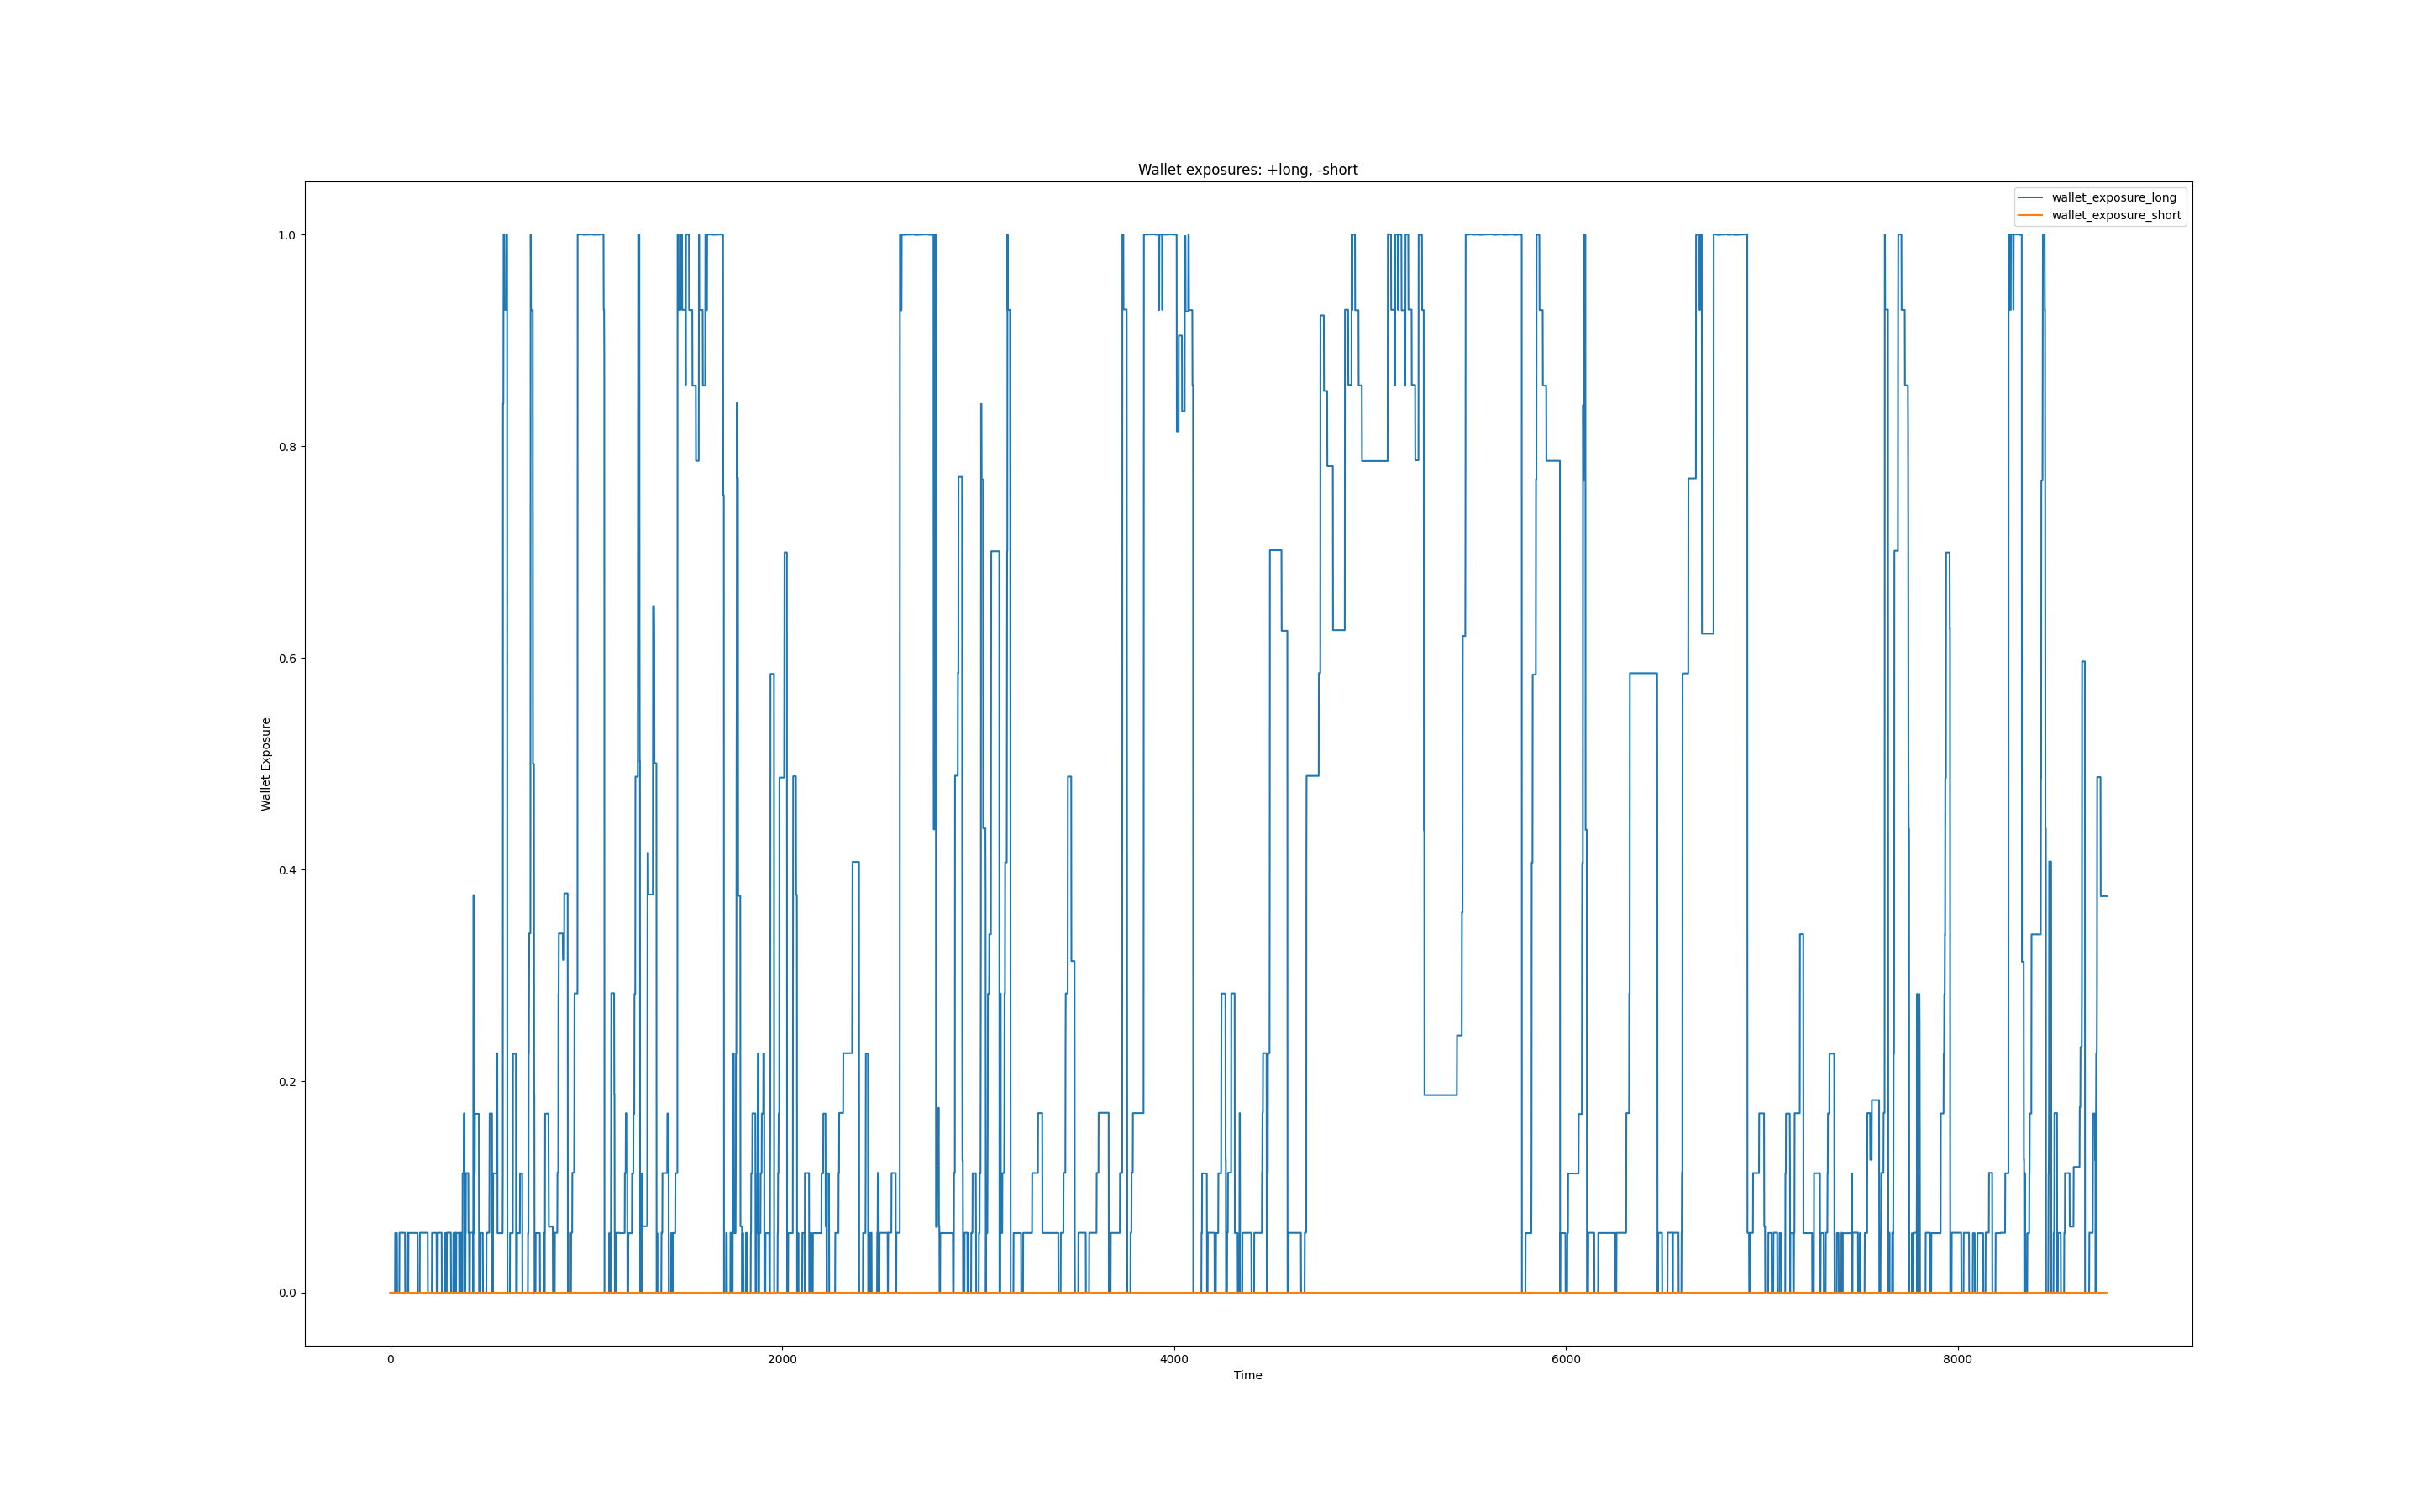 Wallet exposures: +long, -short
wallet_exposure_long
wallet_exposure_short
1.0
0.8
0.6
0.4
0.2
0.0
Wallet Exposure
0 2000 4000 6000 8000
Time